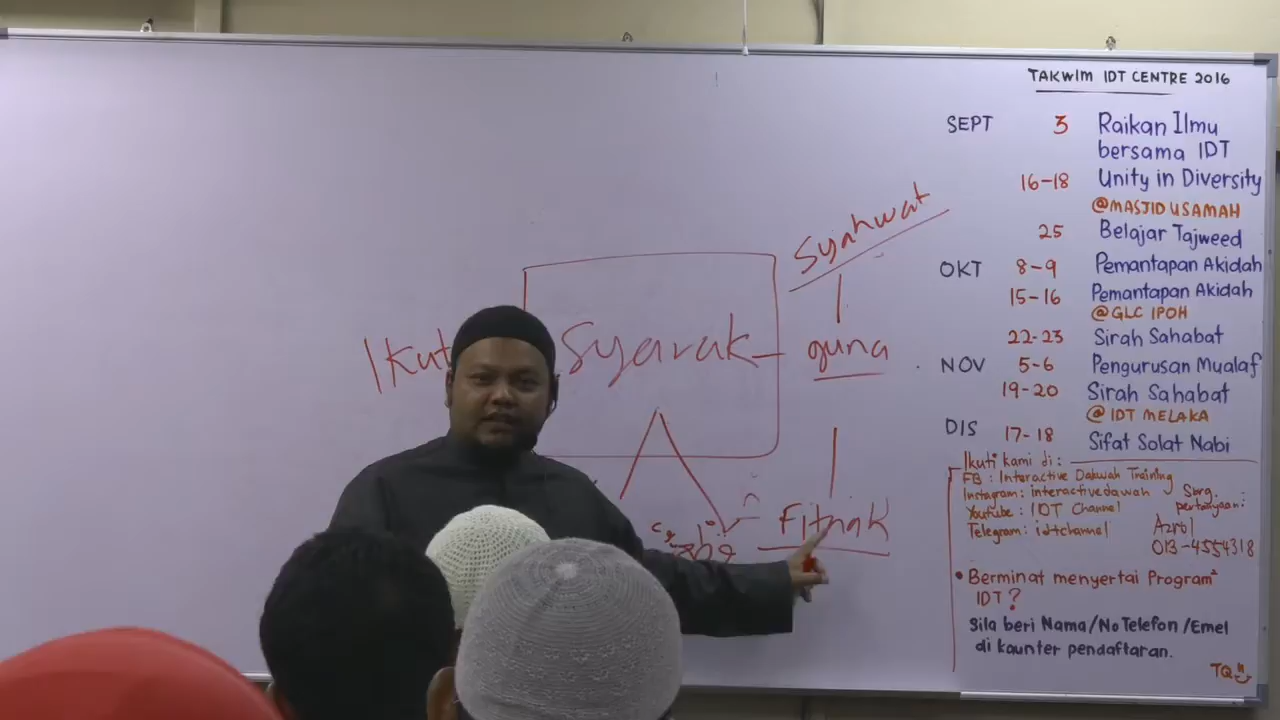 Syahwat
Ikut Syarak guna
Fitnah
TAKWIM IDT CENTRE 2016
SEPT 3 Raikan Ilmu
bersama IDT
16-18 Unity in Diversity
@MASJID USAMAH
25 Belajar Tajweed
OKT 8-9 Pemantapan Akidah
15-16 Pemantapan Akidah
@GLC IPOH
22-23 Sirah Sahabat
NOV 5-6 Pengurusan Mualaf
19-20 Sirah Sahabat
@IDT MELAKA
DIS 17-18 Sifat Solat Nabi
Ikuti kami di:
FB: Interactive Dakwah Training
Instagram: interactivedawah
Youtube: IDT Channel
Telegram: idtchannel
Sbrg. pertanyaan:
Azrol
013-4554318
• Berminat menyertai Program²
IDT?
Sila beri Nama/No Telefon/Emel
di kaunter pendaftaran.
TQ